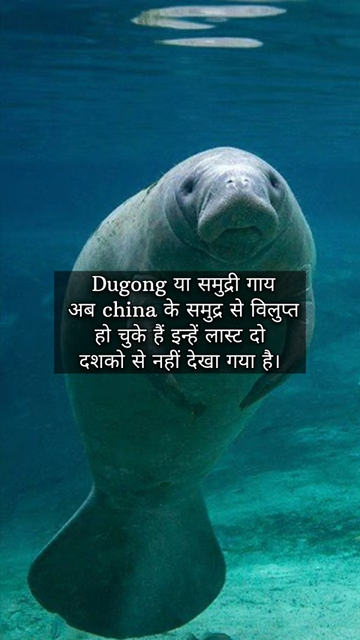 Dugong या समुद्री गाय
अब china के समुद्र से विलुप्त
हो चुके हैं इन्हें लास्ट दो
दशको से नहीं देखा गया है।